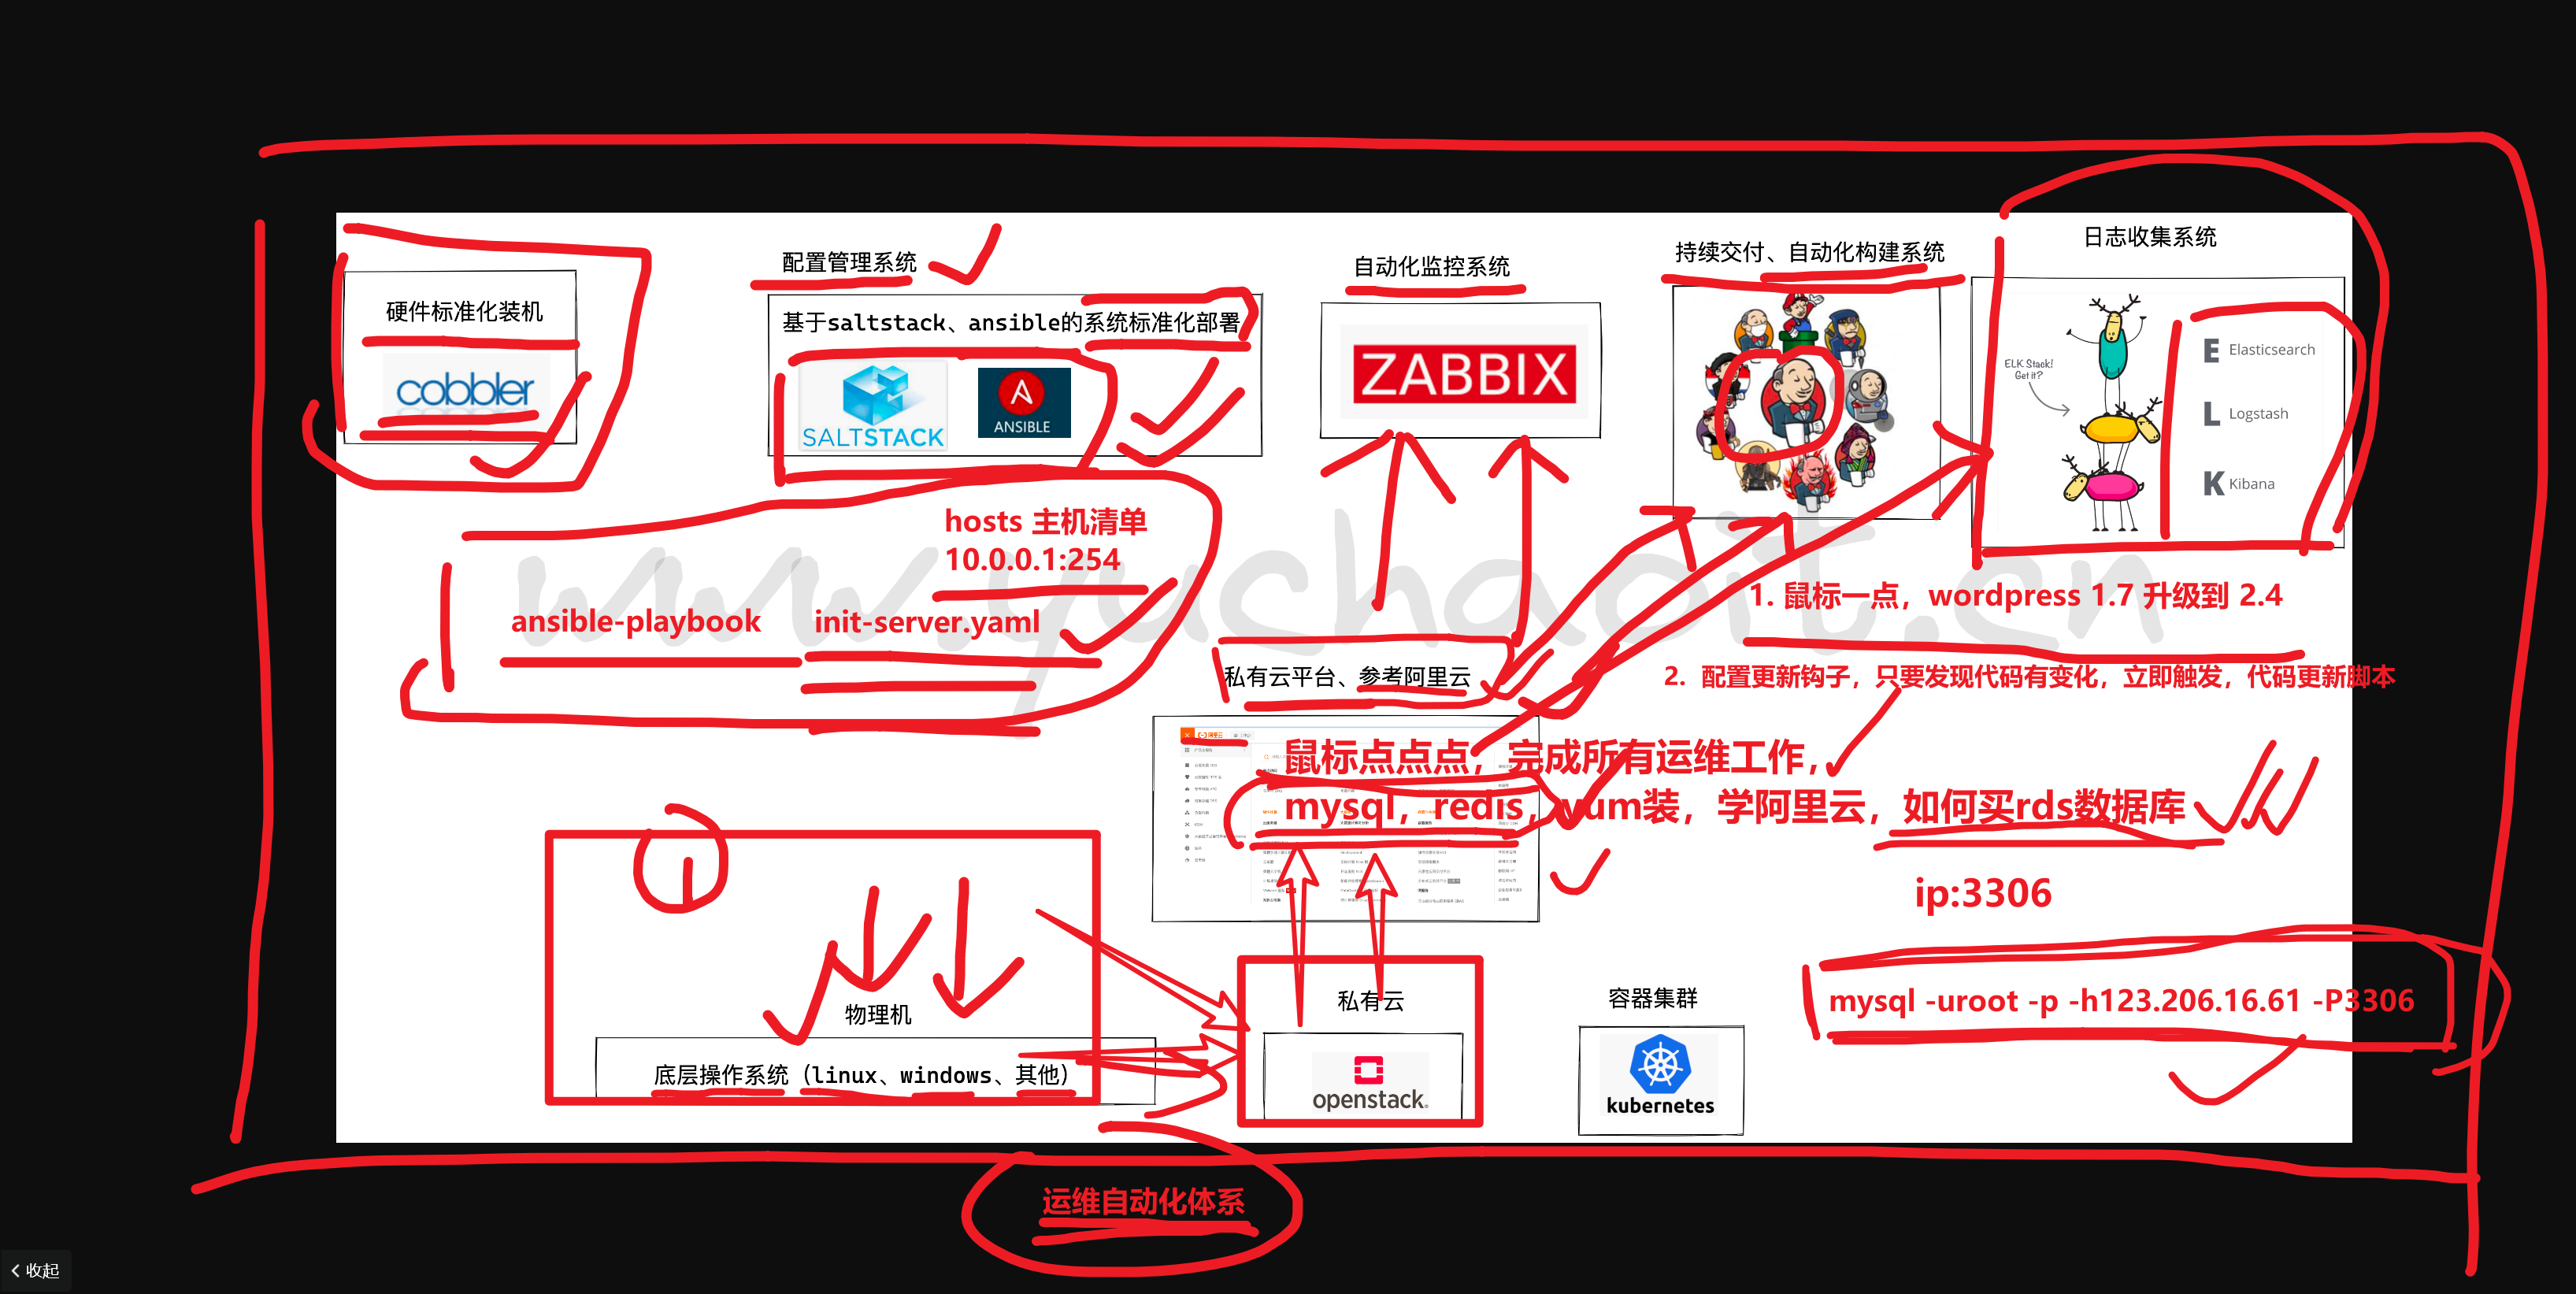 配置管理系统
自动化监控系统
持续交付、自动化构建系统
日志收集系统
硬件标准化装机
cobbler
基于saltstack、ansible的系统标准化部署
SALTSTACK
ANSIBLE
ZABBIX
ELK Stack!
Get it?
E Elasticsearch
L Logstash
K Kibana
hosts 主机清单
10.0.0.1:254
ansible-playbook init-server.yaml
www.yuchaoit.cn
1. 鼠标一点，wordpress 1.7 升级到 2.4
2. 配置更新钩子，只要发现代码有变化，立即触发，代码更新脚本
私有云平台、参考阿里云
鼠标点点点，完成所有运维工作，
mysql，redis，yum装，学阿里云，如何买rds数据库
ip:3306
mysql -uroot -p -h123.206.16.61 -P3306
物理机
底层操作系统（linux、windows、其他）
私有云
openstack.
容器集群
kubernetes
运维自动化体系
收起